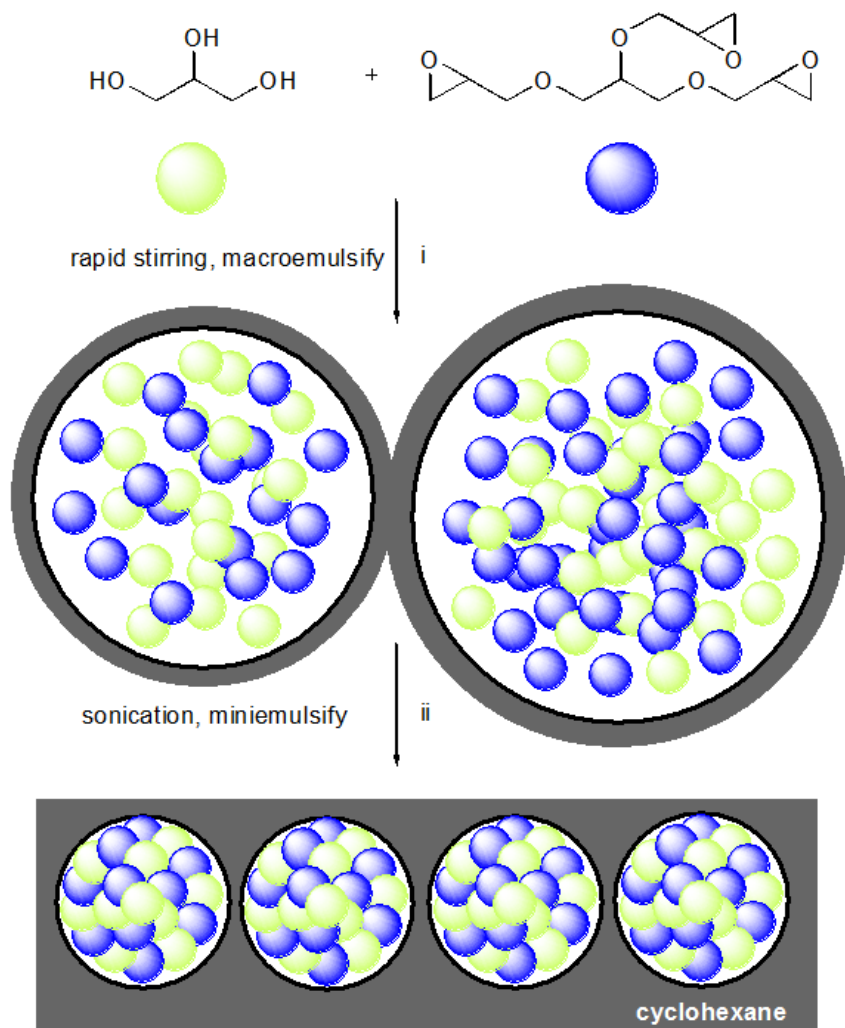 OH
HO
OH
+
O
O
O
O
O
O
rapid stirring, macroemulsify
i
sonication, miniemulsify
ii
cyclohexane